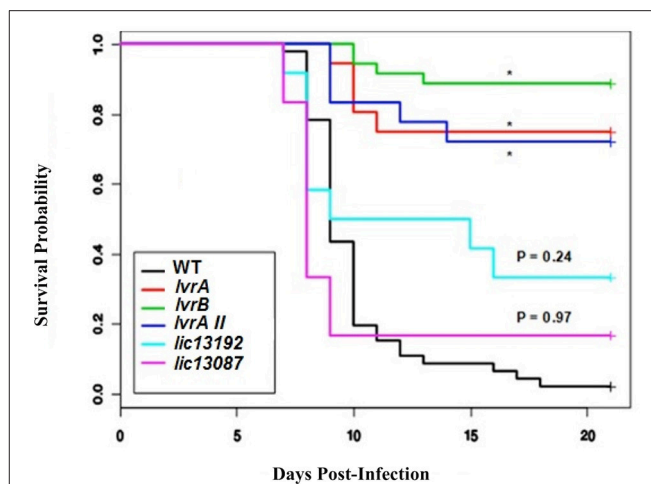 Survival Probability
1.0
0.8
0.6
0.4
0.2
0.0
*
*
*
P = 0.24
P = 0.97
WT
lvrA
lvrB
lvrA II
lic13192
lic13087
0 5 10 15 20
Days Post-Infection